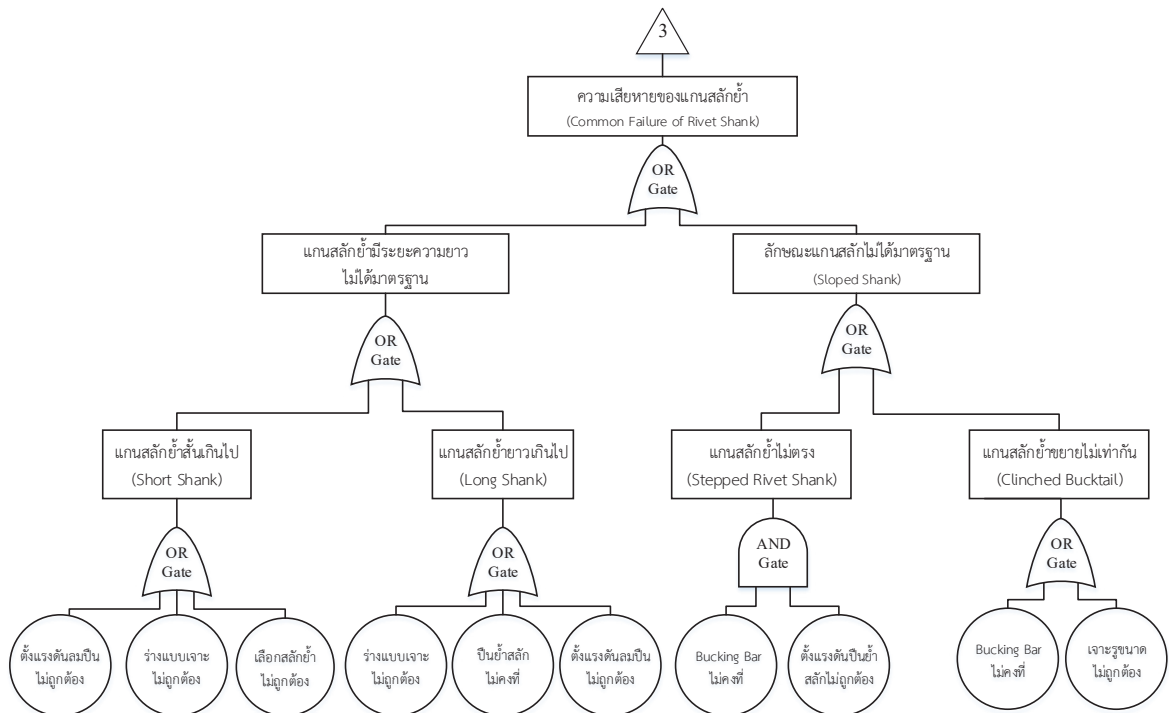 3
ความเสียหายของแกนสลักย้ำ
(Common Failure of Rivet Shank)
OR
Gate
แกนสลักย้ำมีระยะความยาว
ไม่ได้มาตรฐาน
ลักษณะแกนสลักไม่ได้มาตรฐาน
(Sloped Shank)
OR
Gate
OR
Gate
แกนสลักย้ำสั้นเกินไป
(Short Shank)
แกนสลักย้ำยาวเกินไป
(Long Shank)
แกนสลักย้ำไม่ตรง
(Stepped Rivet Shank)
แกนสลักย้ำขยายไม่เท่ากัน
(Clinched Bucktail)
OR
Gate
OR
Gate
AND
Gate
OR
Gate
ตั้งแรงดันลมปืน
ไม่ถูกต้อง
ร่างแบบเจาะ
ไม่ถูกต้อง
เลือกสลักย้ำ
ไม่ถูกต้อง
ร่างแบบเจาะ
ไม่ถูกต้อง
ปืนย้ำสลัก
ไม่คงที่
ตั้งแรงดันลมปืน
ไม่ถูกต้อง
Bucking Bar
ไม่คงที่
ตั้งแรงดันปืนย้ำ
สลักไม่ถูกต้อง
Bucking Bar
ไม่คงที่
เจาะรูขนาด
ไม่ถูกต้อง